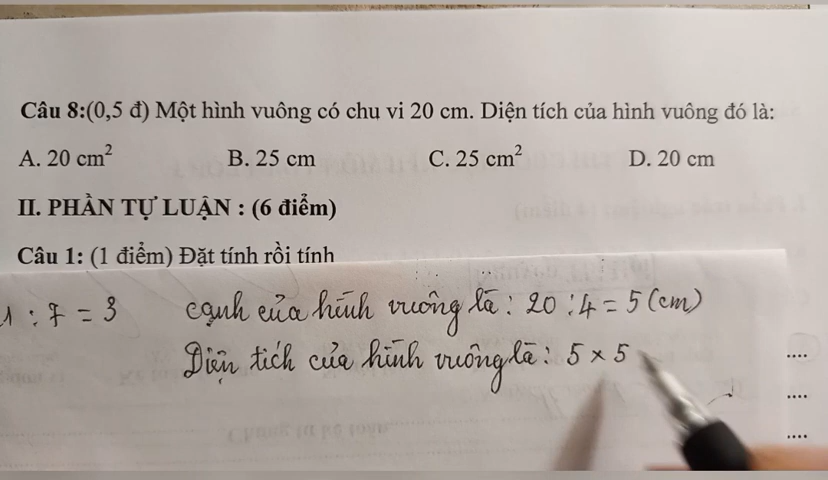 Câu 8:(0,5 đ) Một hình vuông có chu vi 20 cm. Diện tích của hình vuông đó là:
A. 20 cm² B. 25 cm C. 25 cm² D. 20 cm
II. PHẦN TỰ LUẬN : (6 điểm)
Câu 1: (1 điểm) Đặt tính rồi tính
1 : 7 = 3 cạnh của hình vuông là : 20 : 4 = 5 (cm)
Diện tích của hình vuông là : 5 × 5